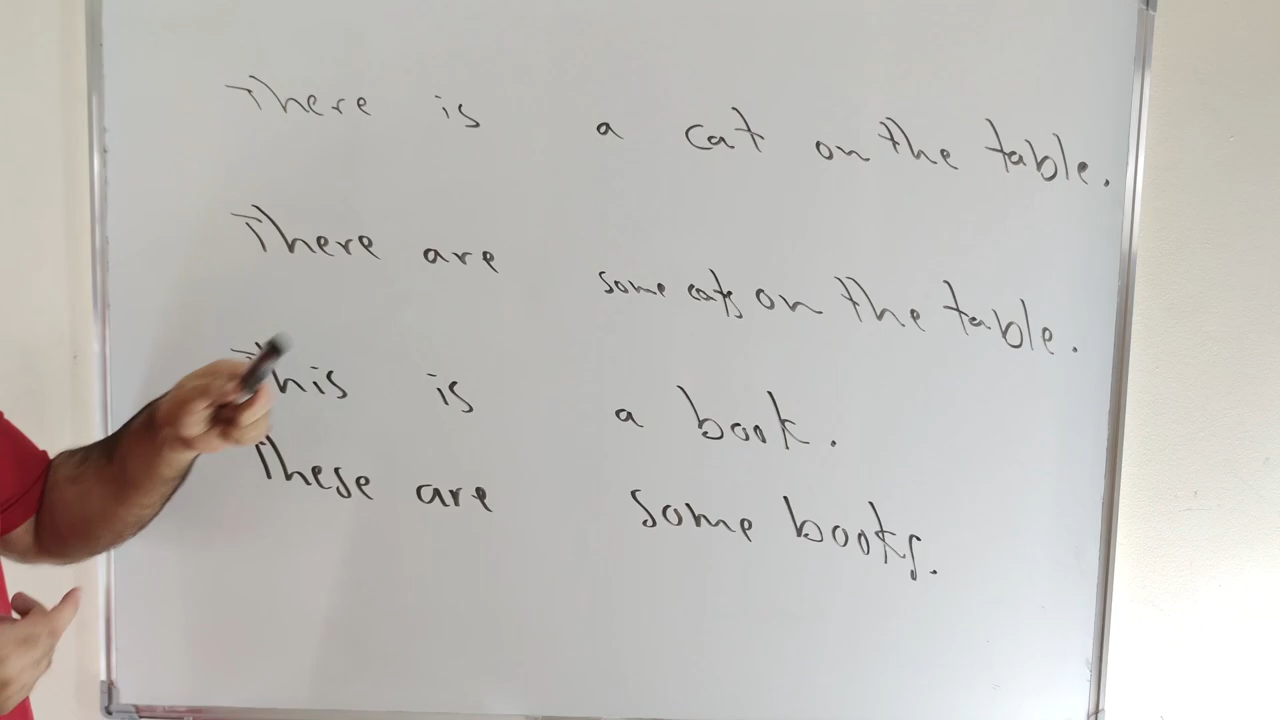 There is a cat on the table.
There are some cats on the table.
This is a book.
These are some books.